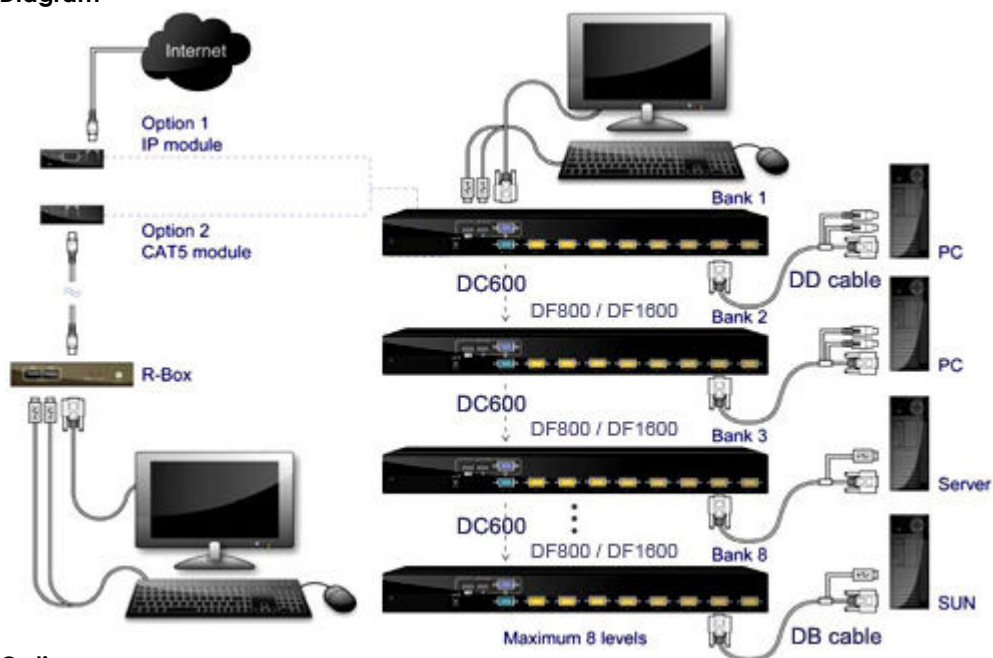 Diagram
Internet
Option 1
IP module
Option 2
CAT5 module
R-Box
Bank 1
DC600
DF800 / DF1600
Bank 2
DD cable
PC
DC600
DF800 / DF1600
Bank 3
PC
DC600
DF800 / DF1600
Bank 8
Server
Maximum 8 levels
DB cable
SUN